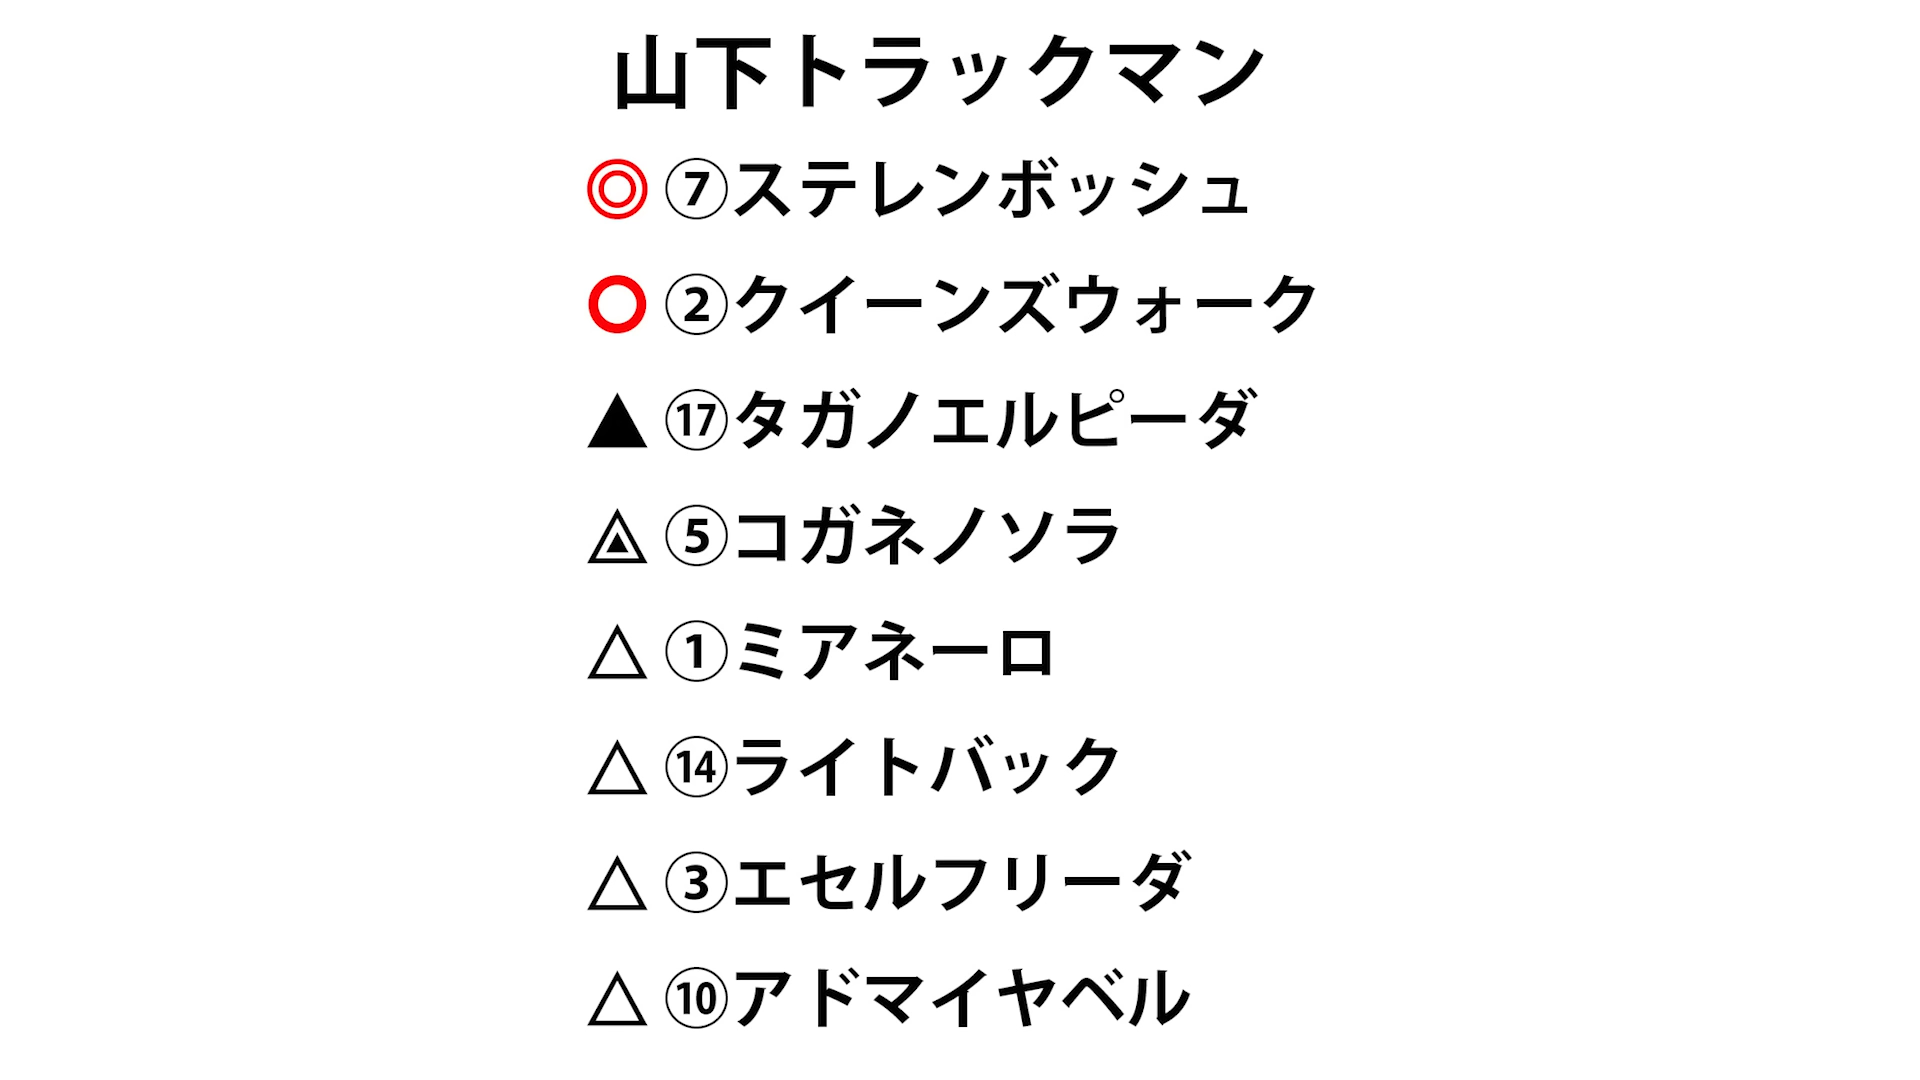 山下トラックマン
◎⑦ステレンボッシュ
○②クイーンズウォーク
▲⑰タガノエルピーダ
◬⑤コガネノソラ
△①ミアネーロ
△⑭ライトバック
△③エセルフリーダ
△⑩アドマイヤベル